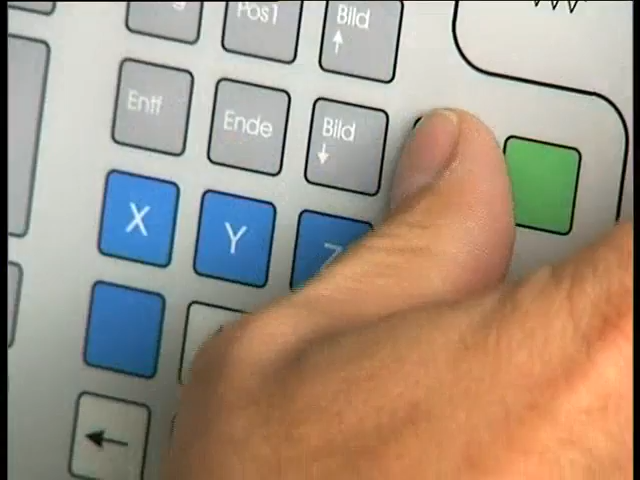 Pos1
Bild
Entf
Ende
Bild
X
Y
Z